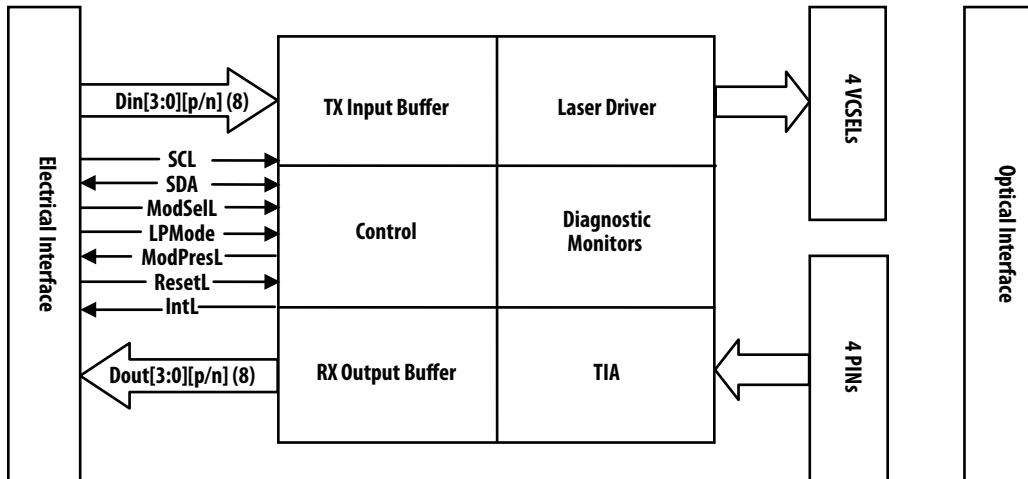 Electrical Interface
Din[3:0][p/n] (8)
SCL
SDA
ModSelL
LPMode
ModPresL
ResetL
IntL
Dout[3:0][p/n] (8)
TX Input Buffer
Laser Driver
Control
Diagnostic
Monitors
RX Output Buffer
TIA
4 VCSELs
4 PINs
Optical Interface